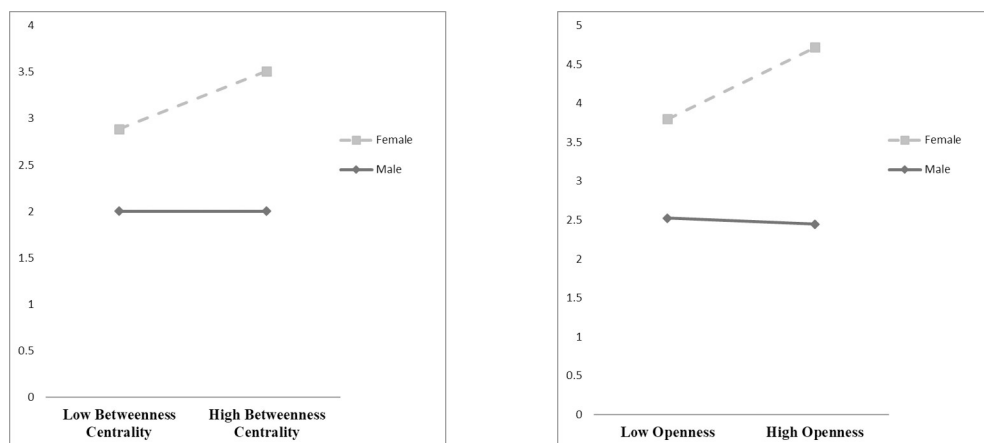 4
3.5
3
2.5
2
1.5
1
0.5
0
Low Betweenness
Centrality
High Betweenness
Centrality
Female
Male
5
4.5
4
3.5
3
2.5
2
1.5
1
0.5
0
Low Openness
High Openness
Female
Male